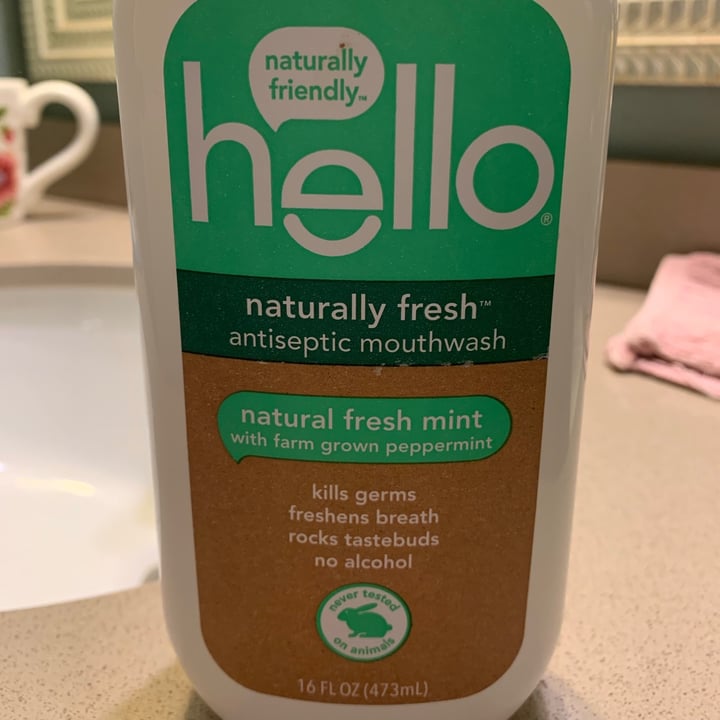 naturally
friendly™
hello®
naturally fresh™
antiseptic mouthwash
natural fresh mint
with farm grown peppermint
kills germs
freshens breath
rocks tastebuds
no alcohol
never tested
on animals
16 FL OZ (473mL)